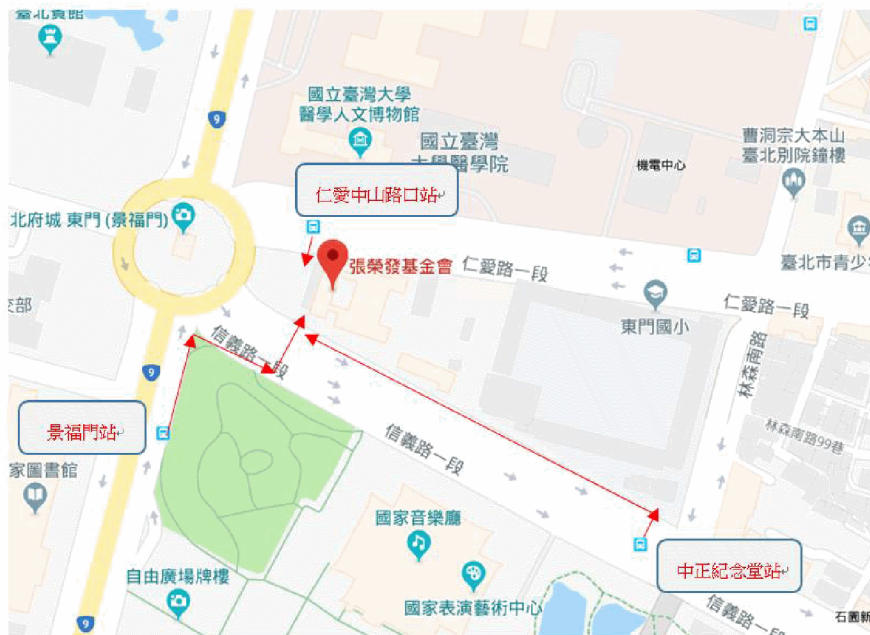 臺北賓館
9
國立臺灣大學
醫學人文博物館
國立臺灣
大學醫學院
機電中心
曹洞宗大本山
臺北別院鐘樓
仁愛中山路口站
北府城 東門 (景福門)
張榮發基金會
仁愛路一段
臺北市青少
交部
東門國小
仁愛路一段
信義路一段
林森南路
9
景福門站
林森南路99巷
信義路一段
家圖書館
國家音樂廳
中正紀念堂站
自由廣場牌樓
國家表演藝術中心
信義路一段
石圖新
9